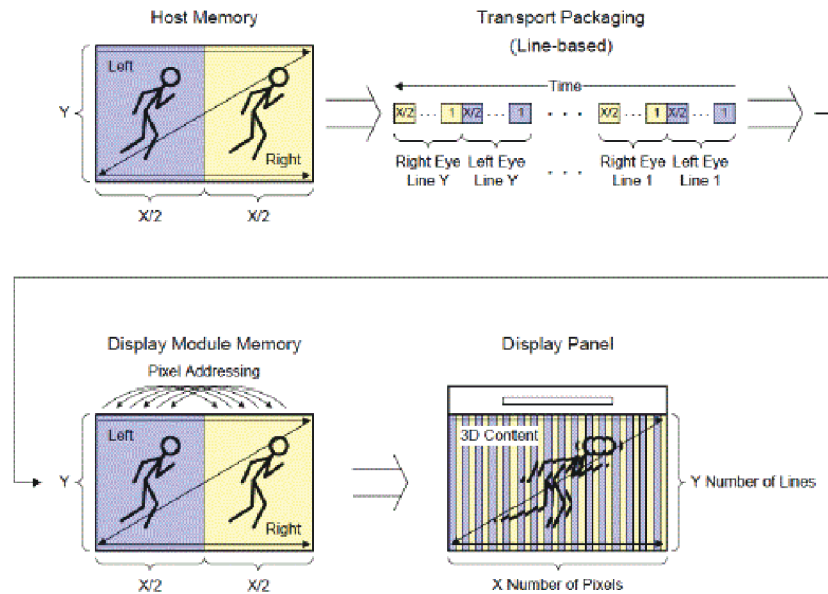 Host Memory
Left
Y
Right
X/2
X/2
Transport Packaging
(Line-based)
Time
X/2 ... 1 X/2 ... 1 . . . X/2 ... 1 X/2 ... 1
Right Eye Left Eye Right Eye Left Eye
Line Y Line Y . . . Line 1 Line 1
Display Module Memory
Pixel Addressing
Left
Y
Right
X/2
X/2
Display Panel
3D Content
Y Number of Lines
X Number of Pixels